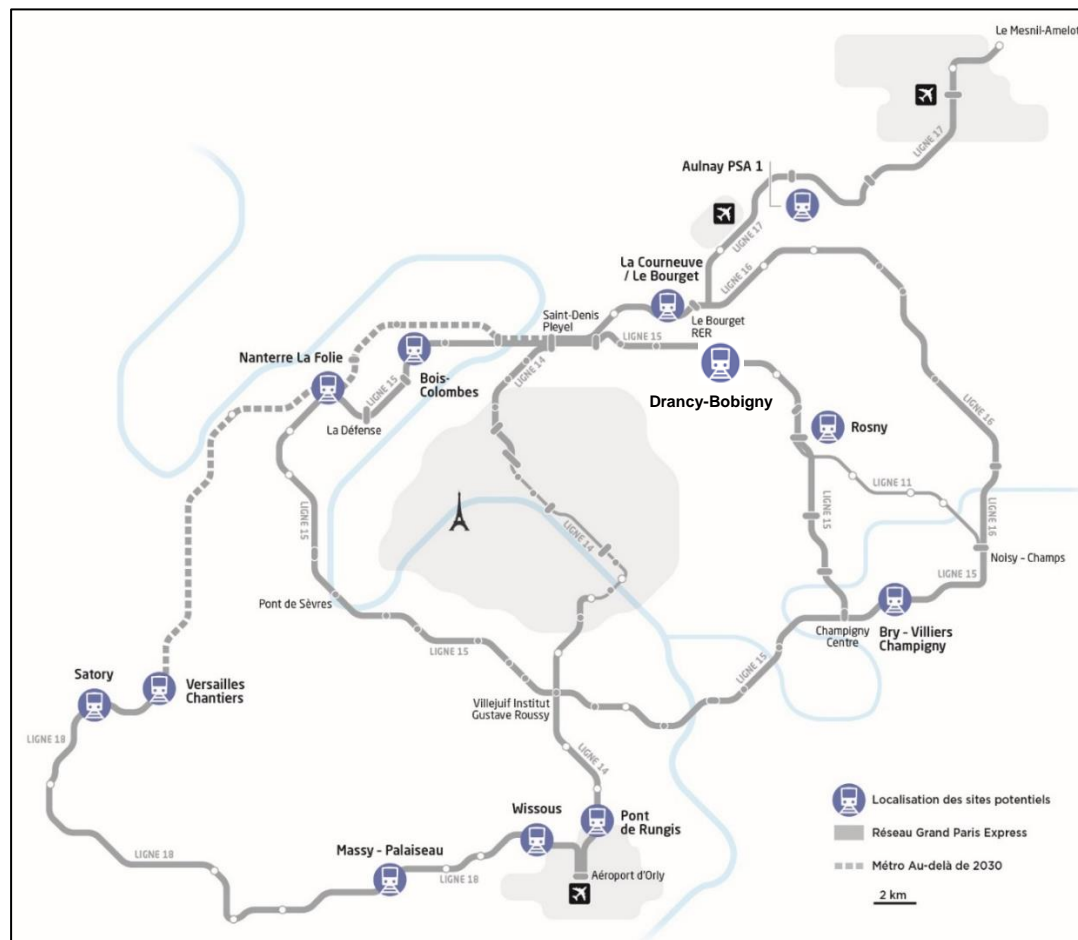 Le Mesnil-Amelot
LIGNE 17
Aulnay PSA 1
LIGNE 17
La Courneuve
/ Le Bourget
LIGNE 16
Saint-Denis
Pleyel
Le Bourget
RER
LIGNE 15
LIGNE 14
Nanterre La Folie
LIGNE 15
Bois-
Colombes
La Défense
Drancy-Bobigny
Rosny
LIGNE 16
LIGNE 11
LIGNE 15
LIGNE 15
LIGNE 14
LIGNE 16
Noisy - Champs
LIGNE 15
Pont de Sèvres
Champigny
Centre
Bry - Villiers
Champigny
LIGNE 15
LIGNE 15
Satory
Versailles
Chantiers
Villejuif Institut
Gustave Roussy
LIGNE 18
LIGNE 14
Wissous
Pont
de Rungis
Massy - Palaiseau
LIGNE 18
LIGNE 18
Aéroport d'Orly
Localisation des sites potentiels
Réseau Grand Paris Express
Métro Au-delà de 2030
2 km